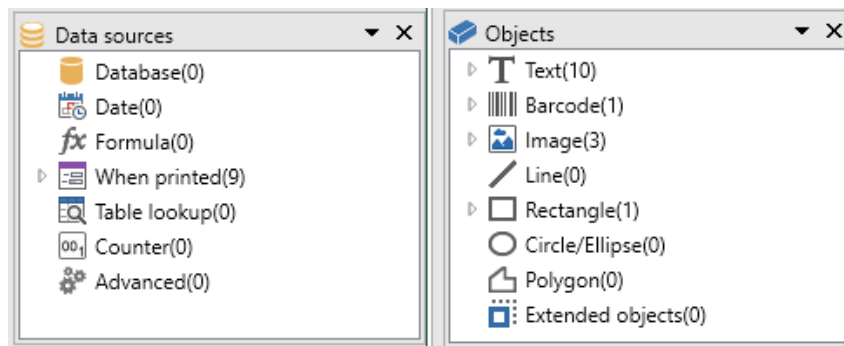 Data sources
Database(0)
Date(0)
Formula(0)
When printed(9)
Table lookup(0)
Counter(0)
Advanced(0)
Objects
Text(10)
Barcode(1)
Image(3)
Line(0)
Rectangle(1)
Circle/Ellipse(0)
Polygon(0)
Extended objects(0)